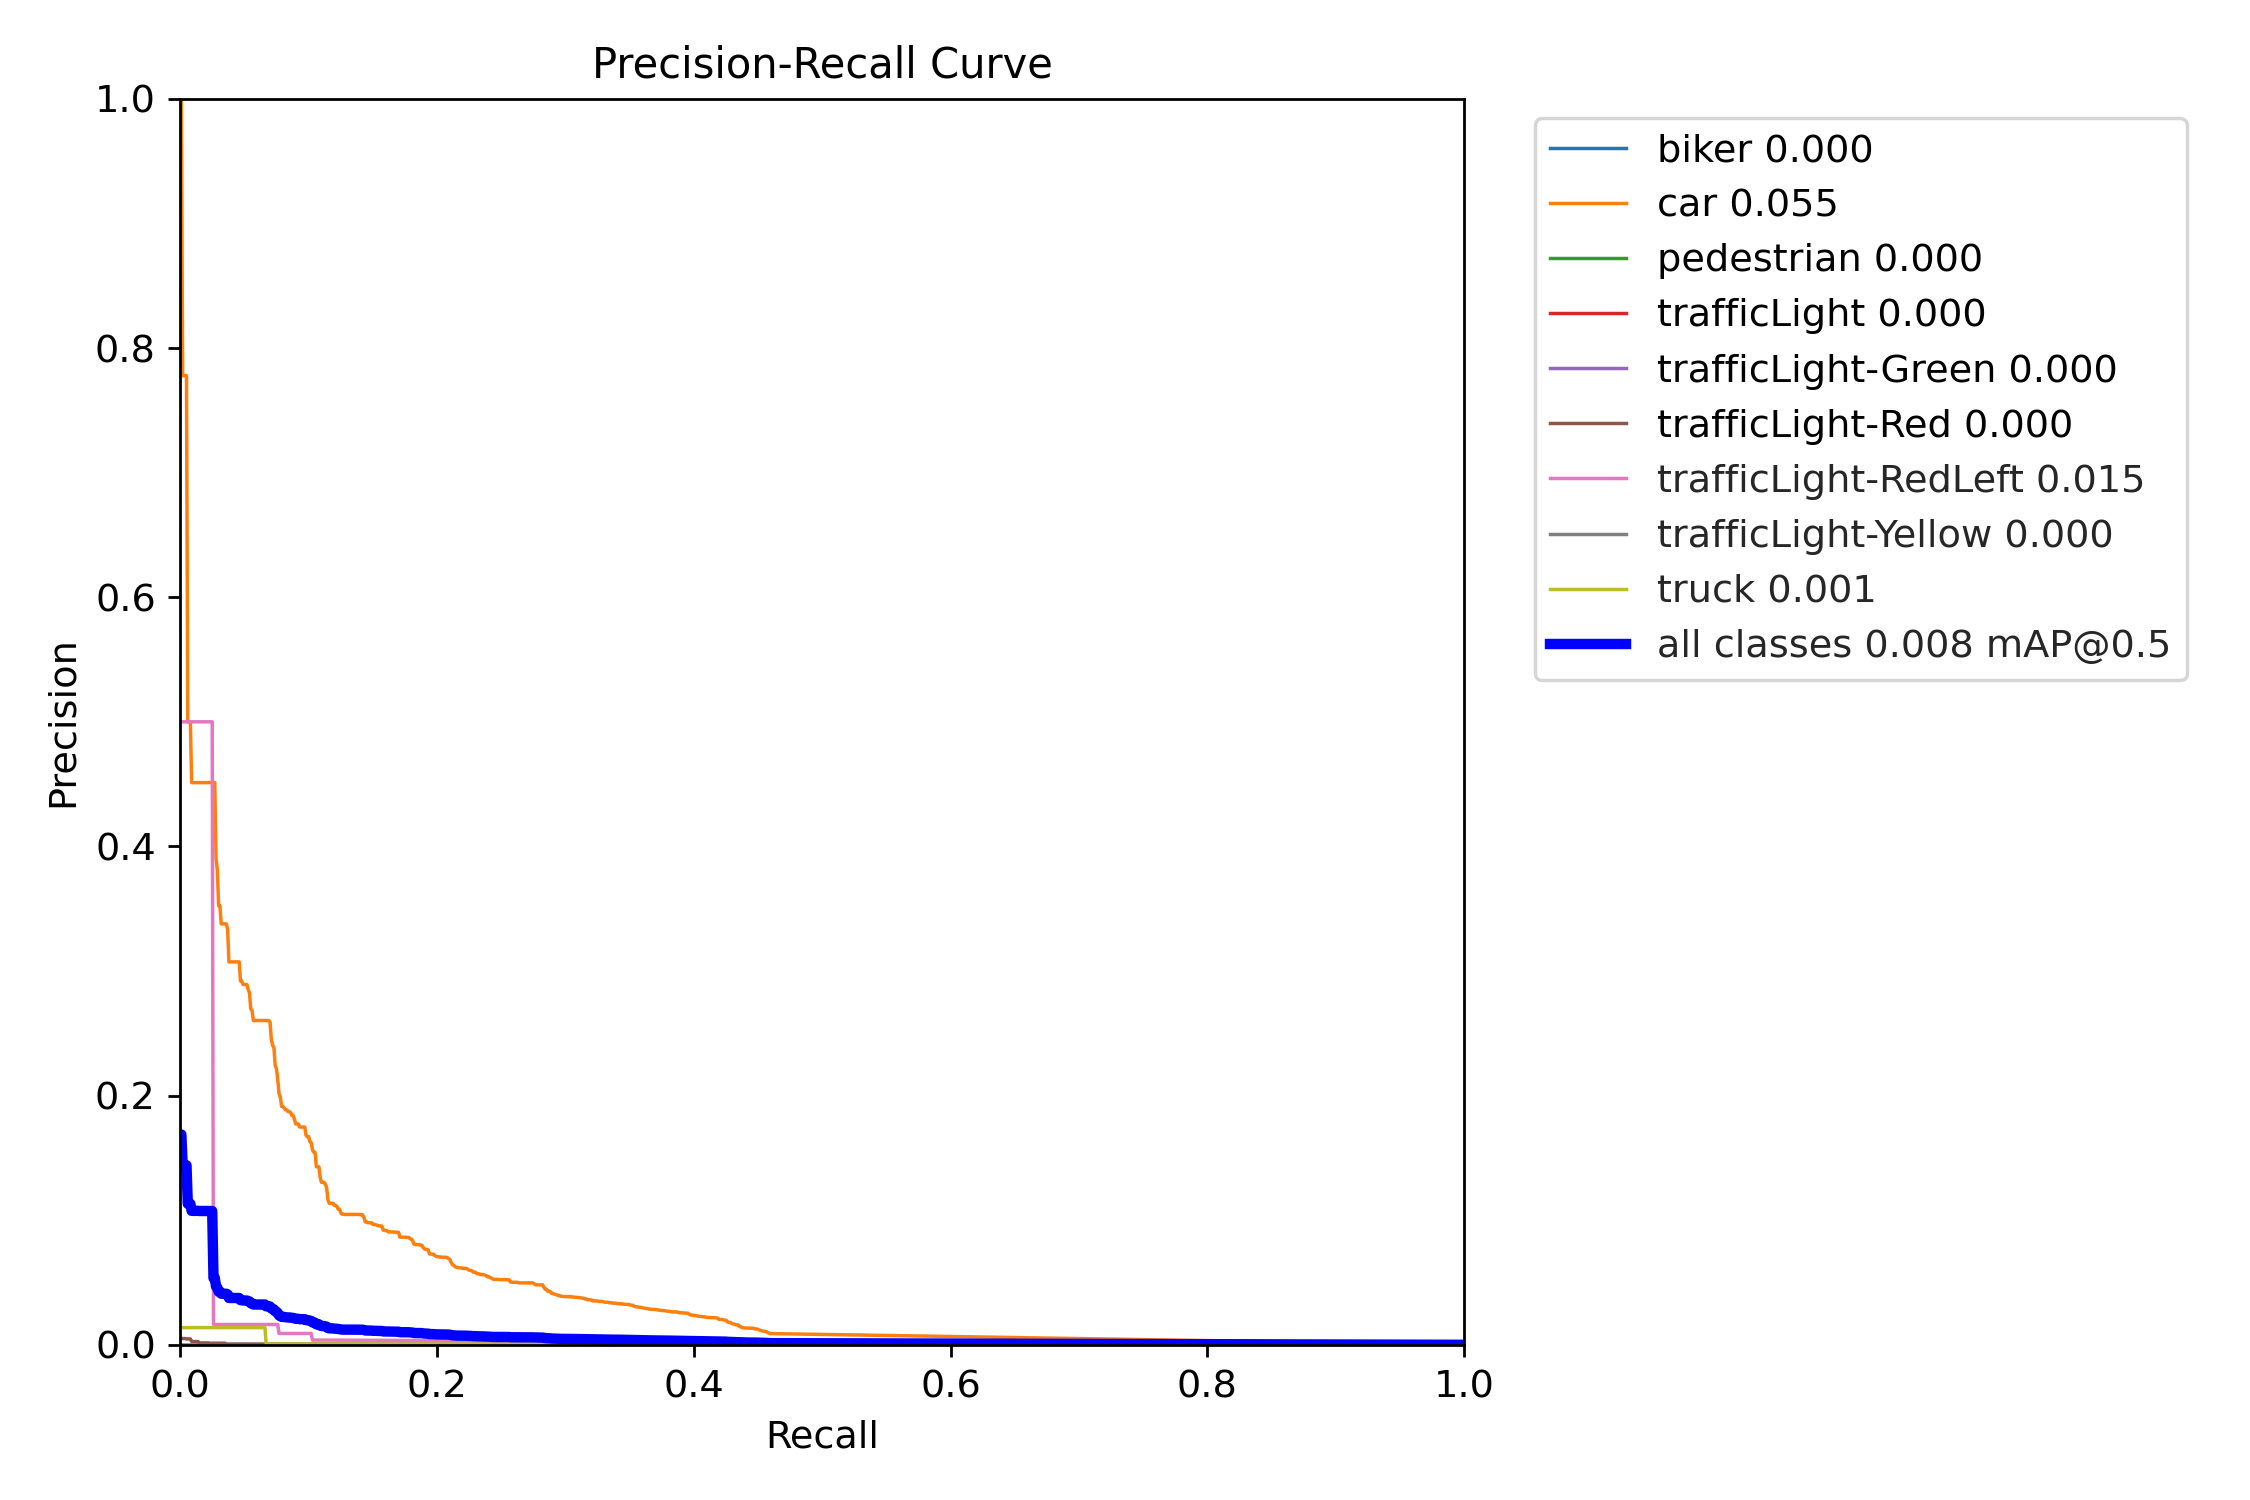 Precision-Recall Curve
1.0
0.8
0.6
0.4
0.2
0.0
Precision
0.0 0.2 0.4 0.6 0.8 1.0
Recall
biker 0.000
car 0.055
pedestrian 0.000
trafficLight 0.000
trafficLight-Green 0.000
trafficLight-Red 0.000
trafficLight-RedLeft 0.015
trafficLight-Yellow 0.000
truck 0.001
all classes 0.008 mAP@0.5